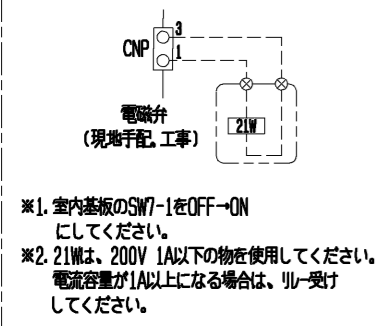 3
CNP
1
電磁弁
(現地手配。工事)
21W
※1. 室内基板のSW7-1をOFF→ON
にしてください。
※2. 21Wは、200V 1A以下の物を使用してください。
電流容量が1A以上になる場合は、リレー受け
してください。